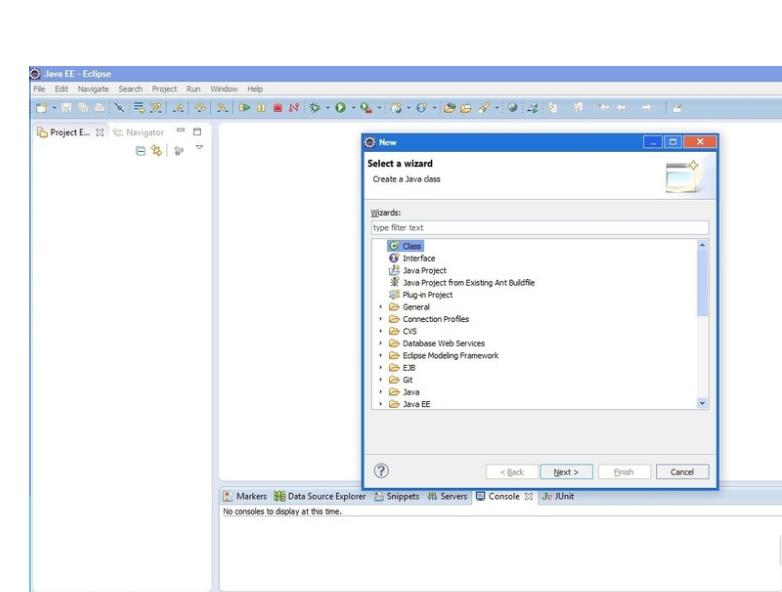 Java EE - Eclipse
File Edit Navigate Search Project Run Window Help
Project E... Navigator
New
Select a wizard
Create a Java class
Wizards:
type filter text
Class
Interface
Java Project
Java Project from Existing Ant Buildfile
Plug-in Project
General
Connection Profiles
CVS
Database Web Services
Eclipse Modeling Framework
EJB
Git
Java
Java EE
< Back Next > Finish Cancel
Markers Data Source Explorer Snippets Servers Console JUnit
No consoles to display at this time.